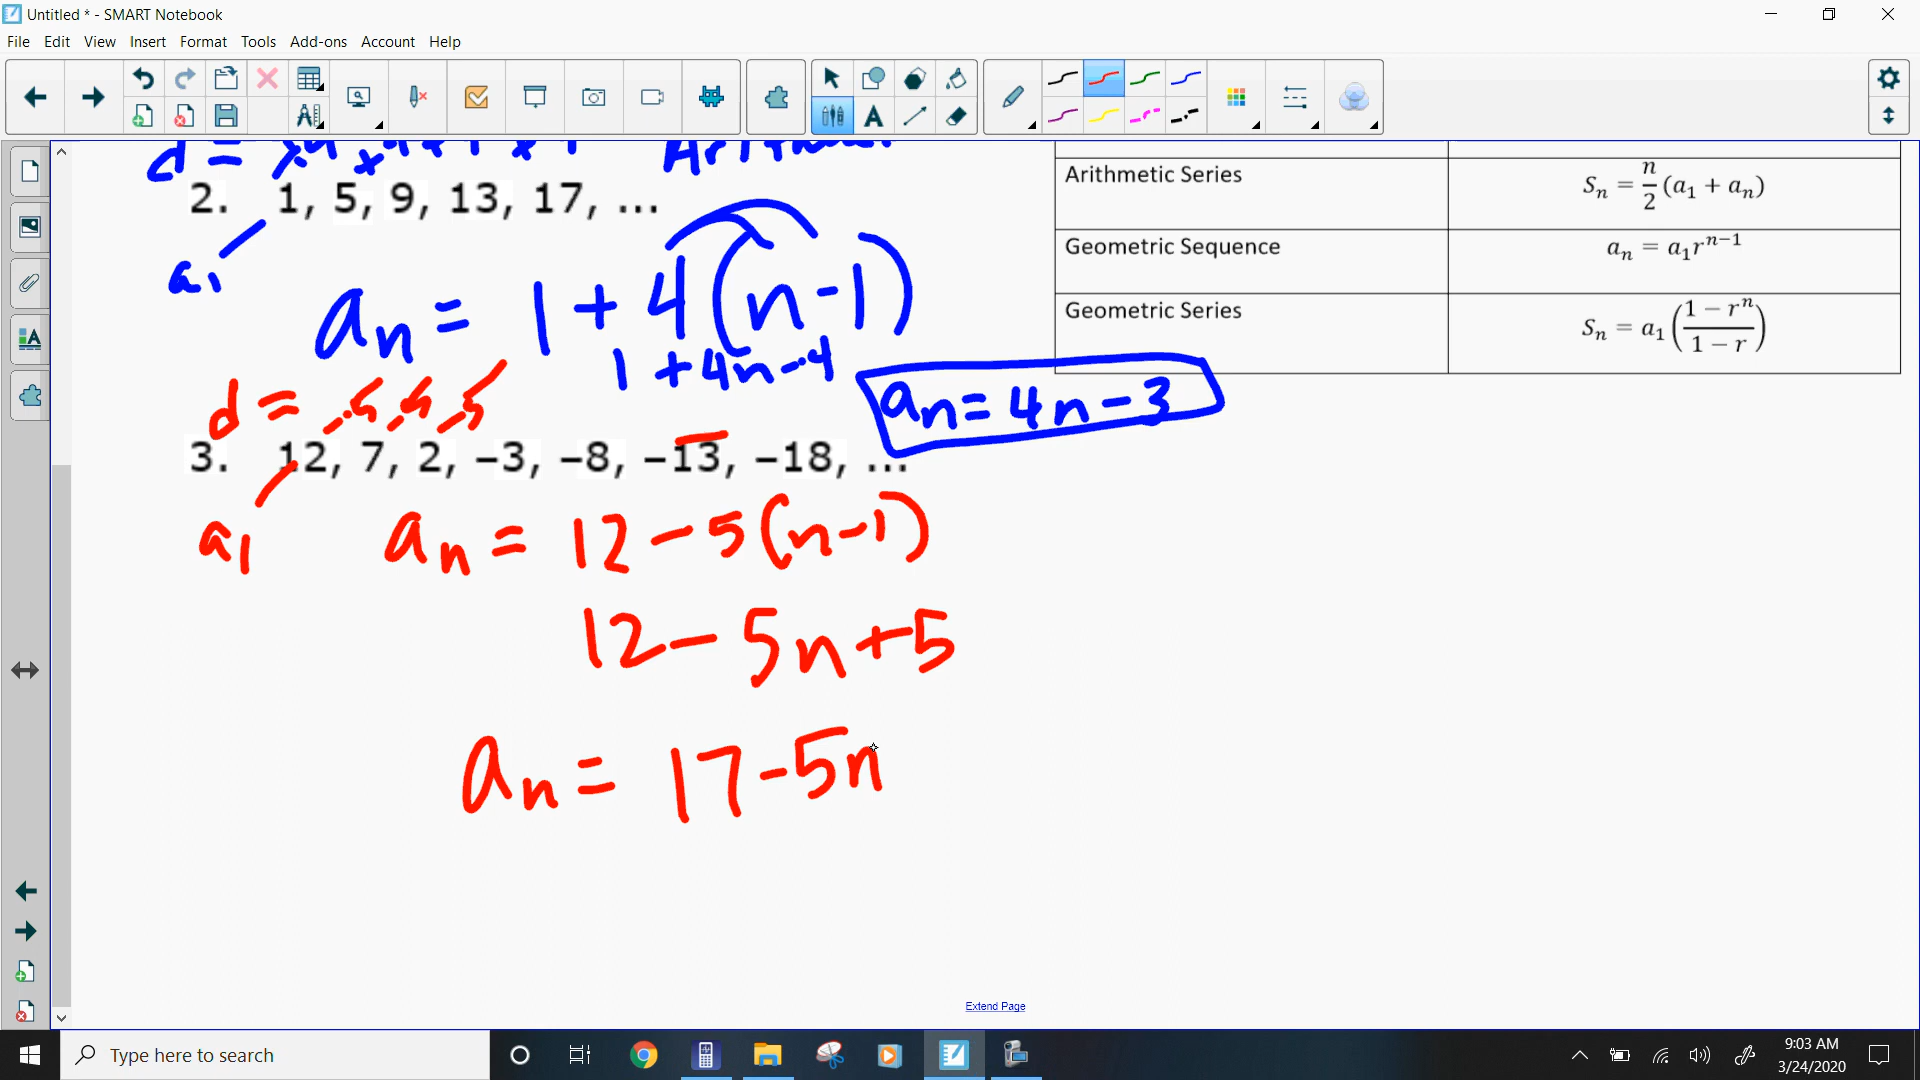 Untitled * - SMART Notebook
File Edit View Insert Format Tools Add-ons Account Help
d =
2. 1, 5, 9, 13, 17, ...
a1
an = 1 + 4(n-1)
1 + 4n - 4
an = 4n - 3
d = -5 -5 -5
3. 12, 7, 2, −3, −8, −13, −18, ...
a1
an = 12 - 5(n-1)
12 - 5n + 5
an = 17 - 5n
Arithmetic Series Sn = n/2 (a1 + an)
Geometric Sequence an = a1r^n−1
Geometric Series Sn = a1 (1 − r^n / 1 − r)
Extend Page
Type here to search
9:03 AM
3/24/2020